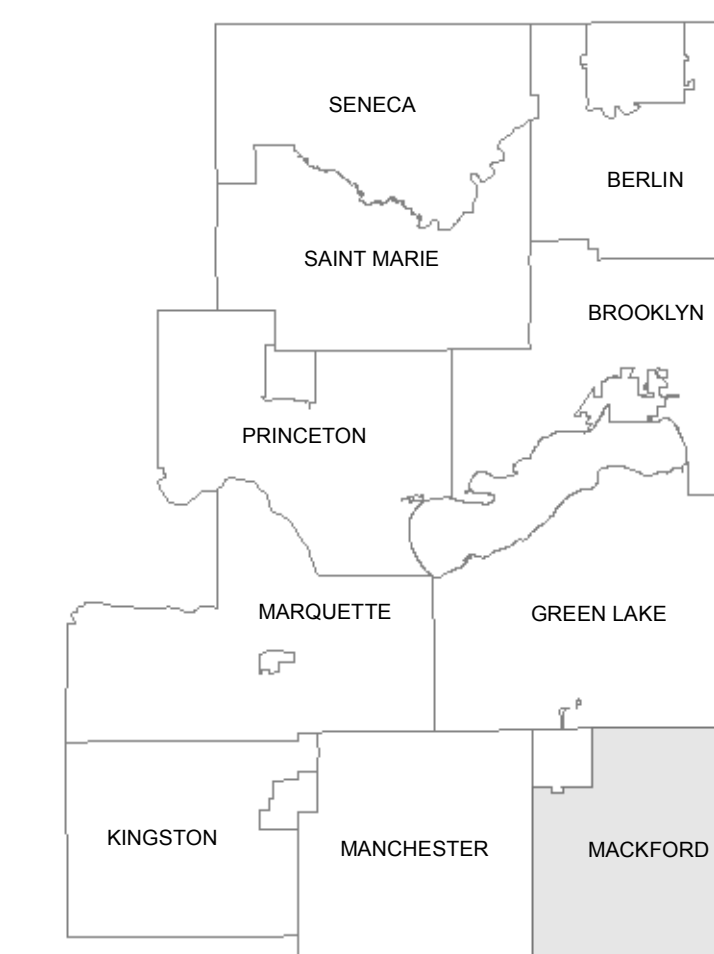 SENECA
BERLIN
SAINT MARIE
BROOKLYN
PRINCETON
MARQUETTE
GREEN LAKE
KINGSTON
MANCHESTER
MACKFORD